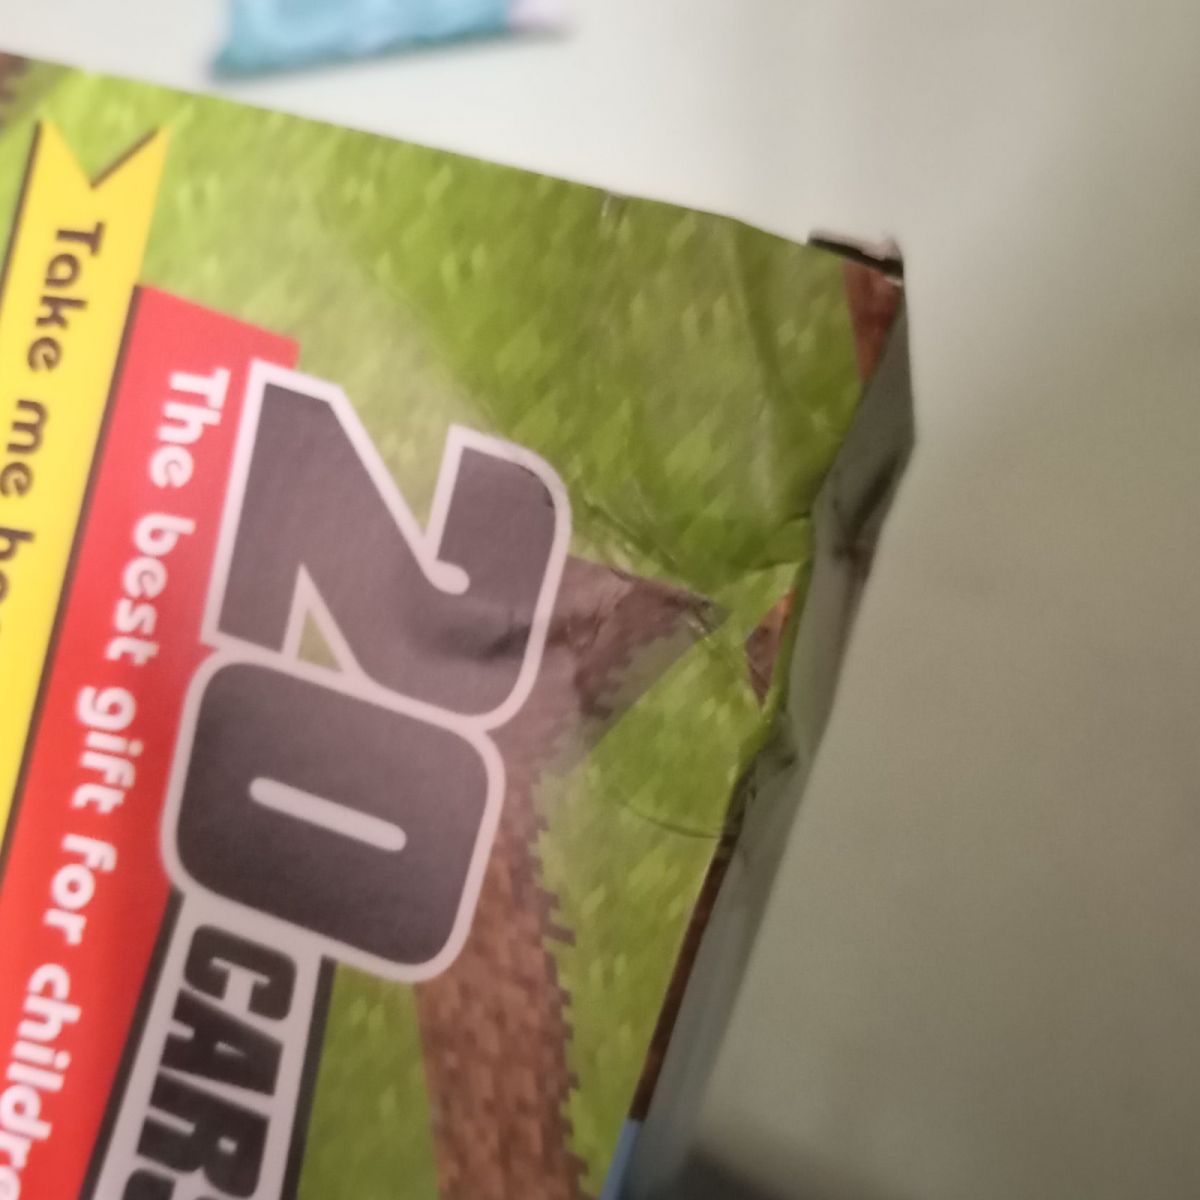 Take me
The best gift for
20